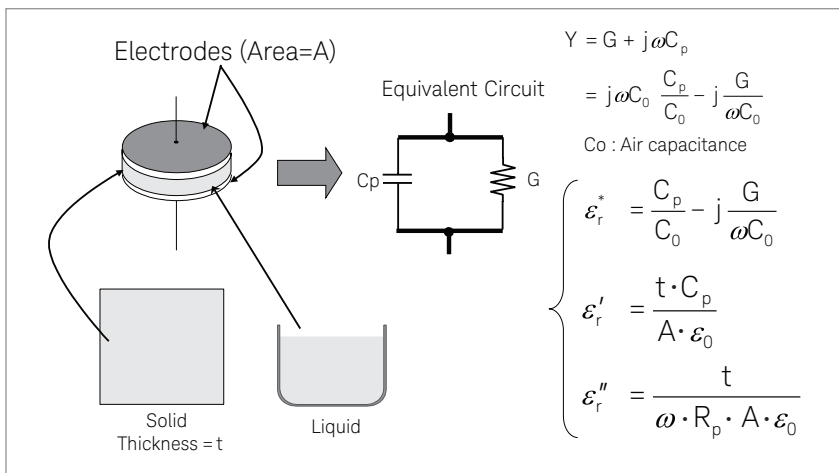 Electrodes (Area=A)
Equivalent Circuit
Cp
G
Solid
Thickness = t
Liquid
Y = G + jωC_p
= jωC_0 C_p/C_0 − j G/ωC_0
Co : Air capacitance
ε_r^* = C_p/C_0 − j G/ωC_0
ε_r′ = t·C_p/A·ε_0
ε_r″ = t/ω·R_p·A·ε_0